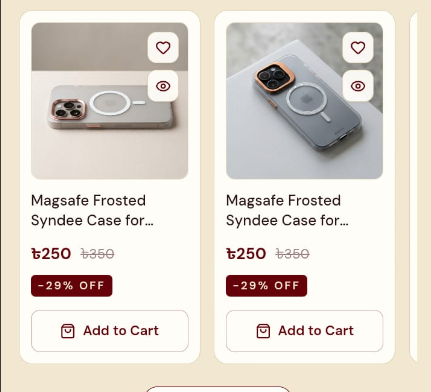 Magsafe Frosted
Syndee Case for...
৳250 ৳350
-29% OFF
Add to Cart
Magsafe Frosted
Syndee Case for...
৳250 ৳350
-29% OFF
Add to Cart